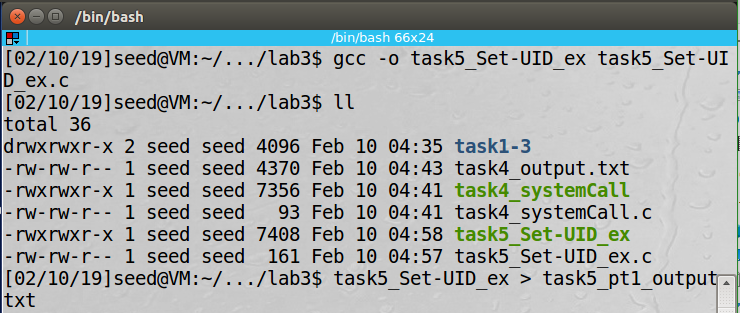 /bin/bash
/bin/bash 66x24
[02/10/19]seed@VM:~/.../lab3$ gcc -o task5_Set-UID_ex task5_Set-UI
D_ex.c
[02/10/19]seed@VM:~/.../lab3$ ll
total 36
drwxrwxr-x 2 seed seed 4096 Feb 10 04:35 task1-3
-rw-rw-r-- 1 seed seed 4370 Feb 10 04:43 task4_output.txt
-rwxrwxr-x 1 seed seed 7356 Feb 10 04:41 task4_systemCall
-rw-rw-r-- 1 seed seed   93 Feb 10 04:41 task4_systemCall.c
-rwxrwxr-x 1 seed seed 7408 Feb 10 04:58 task5_Set-UID_ex
-rw-rw-r-- 1 seed seed  161 Feb 10 04:57 task5_Set-UID_ex.c
[02/10/19]seed@VM:~/.../lab3$ task5_Set-UID_ex > task5_pt1_output
txt